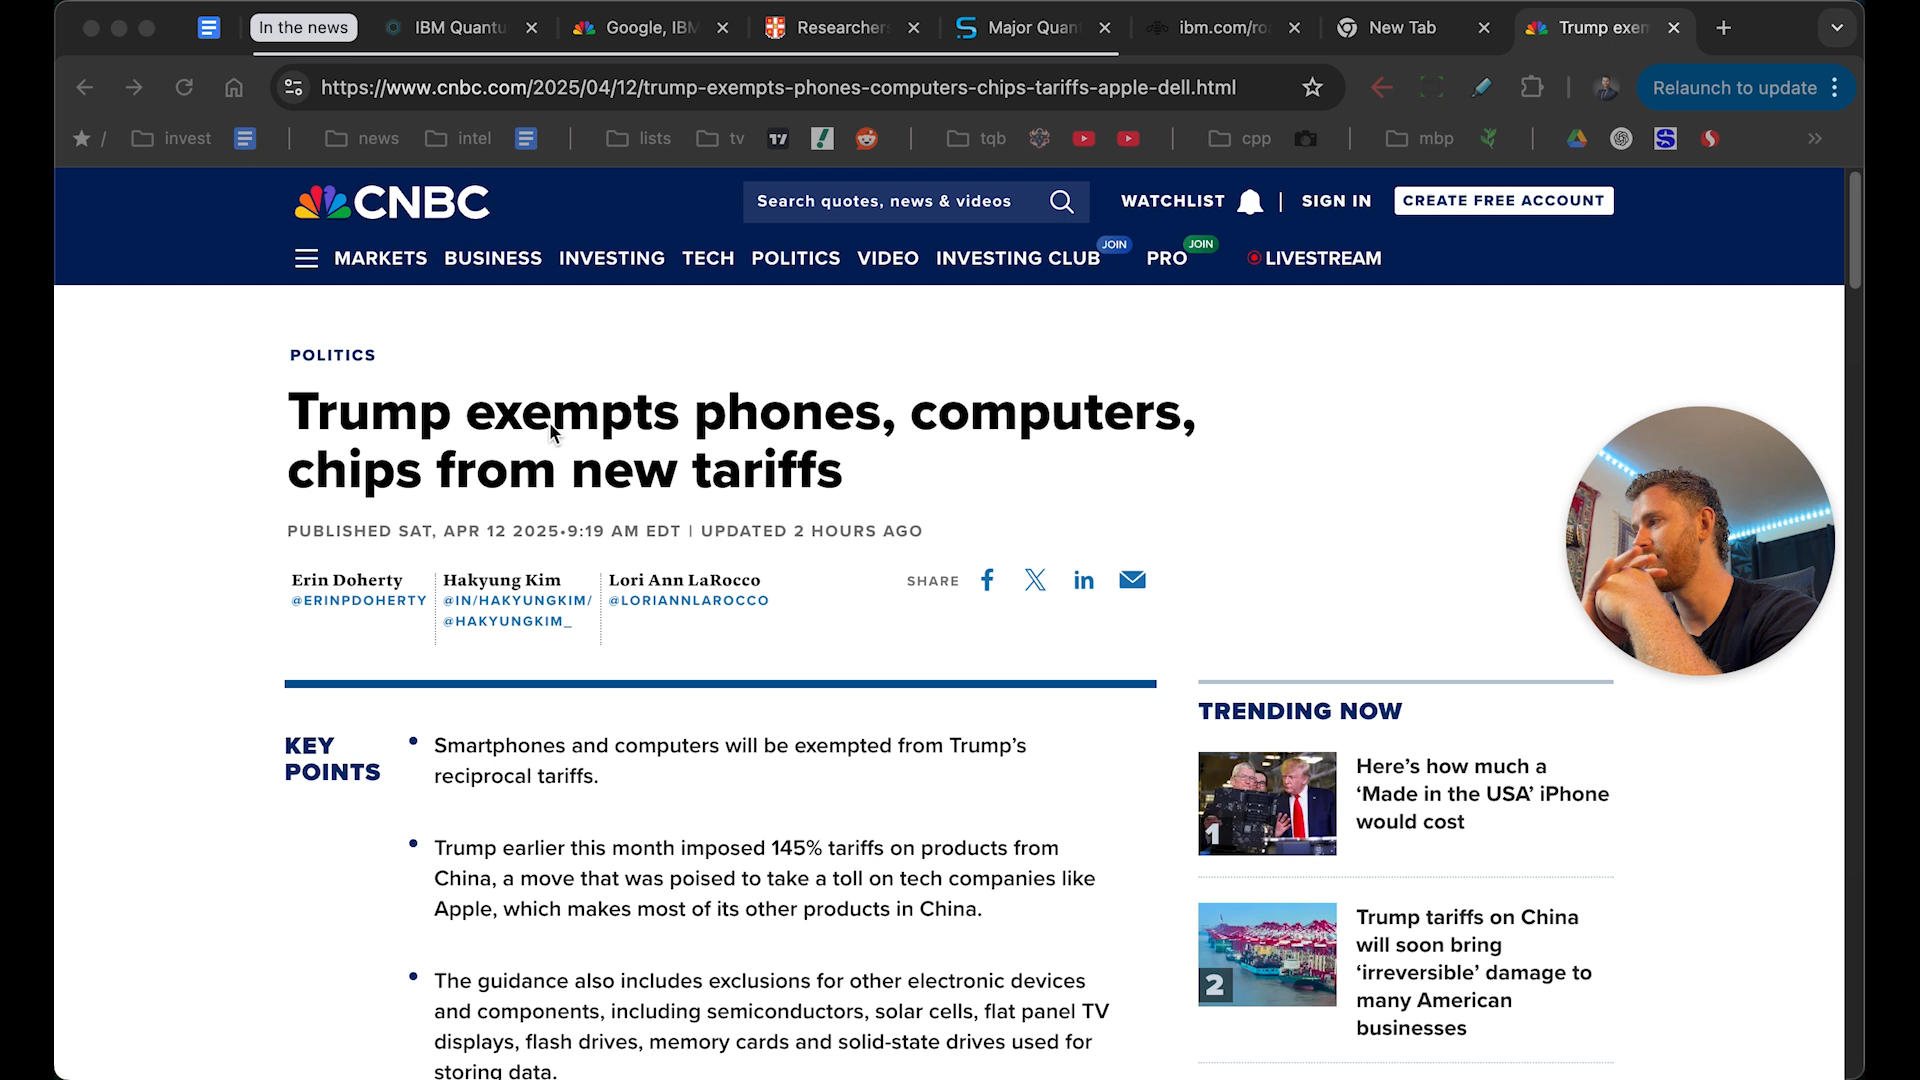 In the news
IBM Quantu
Google, IBM
Researchers
Major Quan
ibm.com/ro
New Tab
Trump exem
https://www.cnbc.com/2025/04/12/trump-exempts-phones-computers-chips-tariffs-apple-dell.html
Relaunch to update
/
invest
news
intel
lists
tv
tqb
cpp
mbp
CNBC
Search quotes, news & videos
WATCHLIST
SIGN IN
CREATE FREE ACCOUNT
MARKETS BUSINESS INVESTING TECH POLITICS VIDEO INVESTING CLUB JOIN PRO JOIN LIVESTREAM
POLITICS
Trump exempts phones, computers,
chips from new tariffs
PUBLISHED SAT, APR 12 2025•9:19 AM EDT | UPDATED 2 HOURS AGO
Erin Doherty
@ERINPDOHERTY
Hakyung Kim
@IN/HAKYUNGKIM/
@HAKYUNGKIM_
Lori Ann LaRocco
@LORIANNLAROCCO
SHARE
KEY
POINTS
• Smartphones and computers will be exempted from Trump’s
reciprocal tariffs.
• Trump earlier this month imposed 145% tariffs on products from
China, a move that was poised to take a toll on tech companies like
Apple, which makes most of its other products in China.
• The guidance also includes exclusions for other electronic devices
and components, including semiconductors, solar cells, flat panel TV
displays, flash drives, memory cards and solid-state drives used for
storing data.
TRENDING NOW
1
Here’s how much a
‘Made in the USA’ iPhone
would cost
2
Trump tariffs on China
will soon bring
‘irreversible’ damage to
many American
businesses